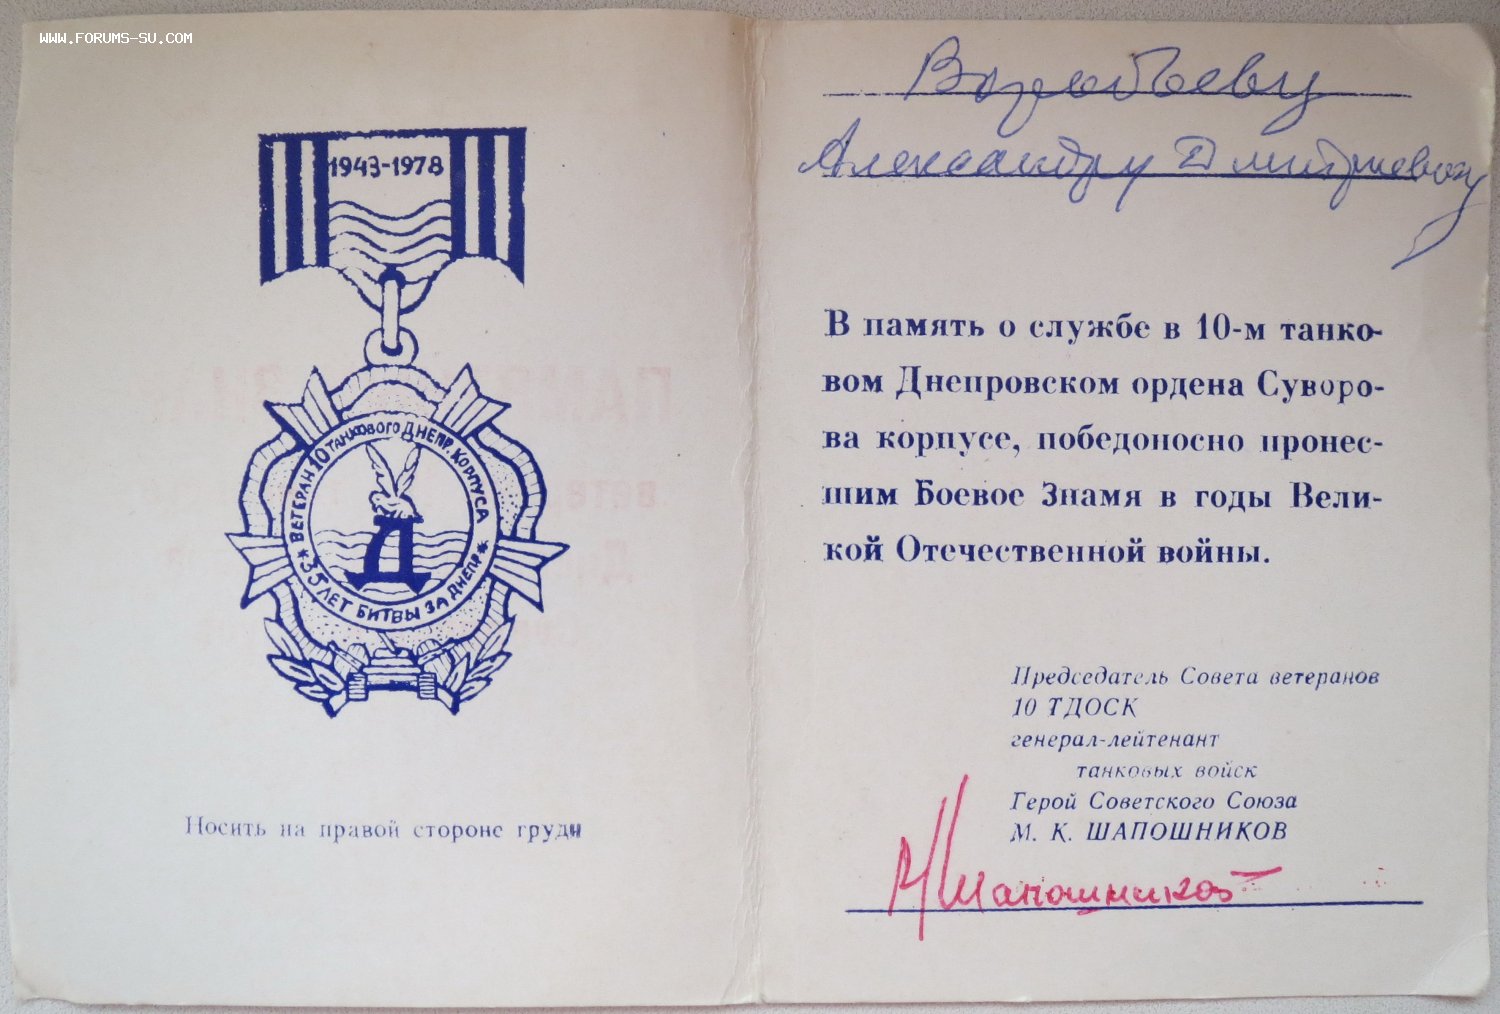 WWW.FORUMS-SU.COM
1943-1978
ВЕТЕРАН 10 ТАНКОВОГО ДНЕПР. КОРПУСА
* 35 ЛЕТ БИТВЫ ЗА ДНЕПР *
Д
Носить на правой стороне груди
Воробьеву
Александру Дмитриевичу
В память о службе в 10-м танко-
вом Днепровском ордена Суворо-
ва корпусе, победоносно пронес-
шим Боевое Знамя в годы Вели-
кой Отечественной войны.
Председатель Совета ветеранов
10 ТДОСК
генерал-лейтенант
танковых войск
Герой Советского Союза
М. К. ШАПОШНИКОВ
М Шапошников